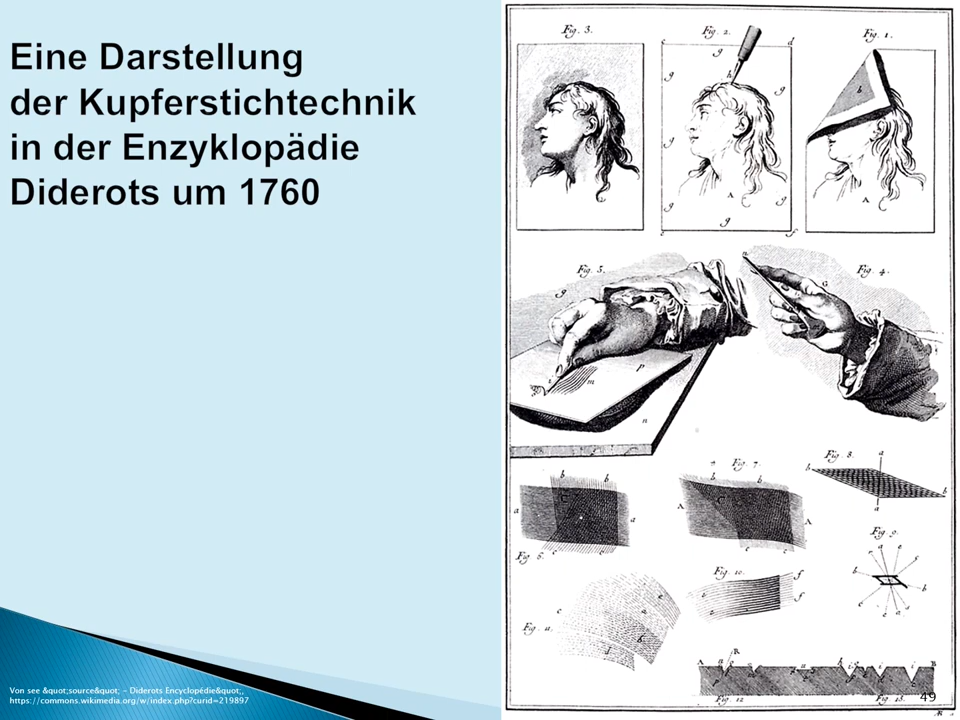 Eine Darstellung
der Kupferstichtechnik
in der Enzyklopädie
Diderots um 1760
Von see &quot;source&quot; - Diderots Encyclopédie&quot;,
https://commons.wikimedia.org/w/index.php?curid=219897
Fig. 3. Fig. 2. Fig. 1.
c d
g h b
g g
g g
A A
g g
g
e f
Fig. 5. Fig. 4.
g G
p
i m
n
Fig. 7. Fig. 8. a
b b b b
b
C C
a a A A a
Fig. 9.
e e e e
Fig. 6.
Fig. 10.
f
f
c e a
b
d
Fig. 11.
R
A B
Fig. 12 Fig. 13.
49